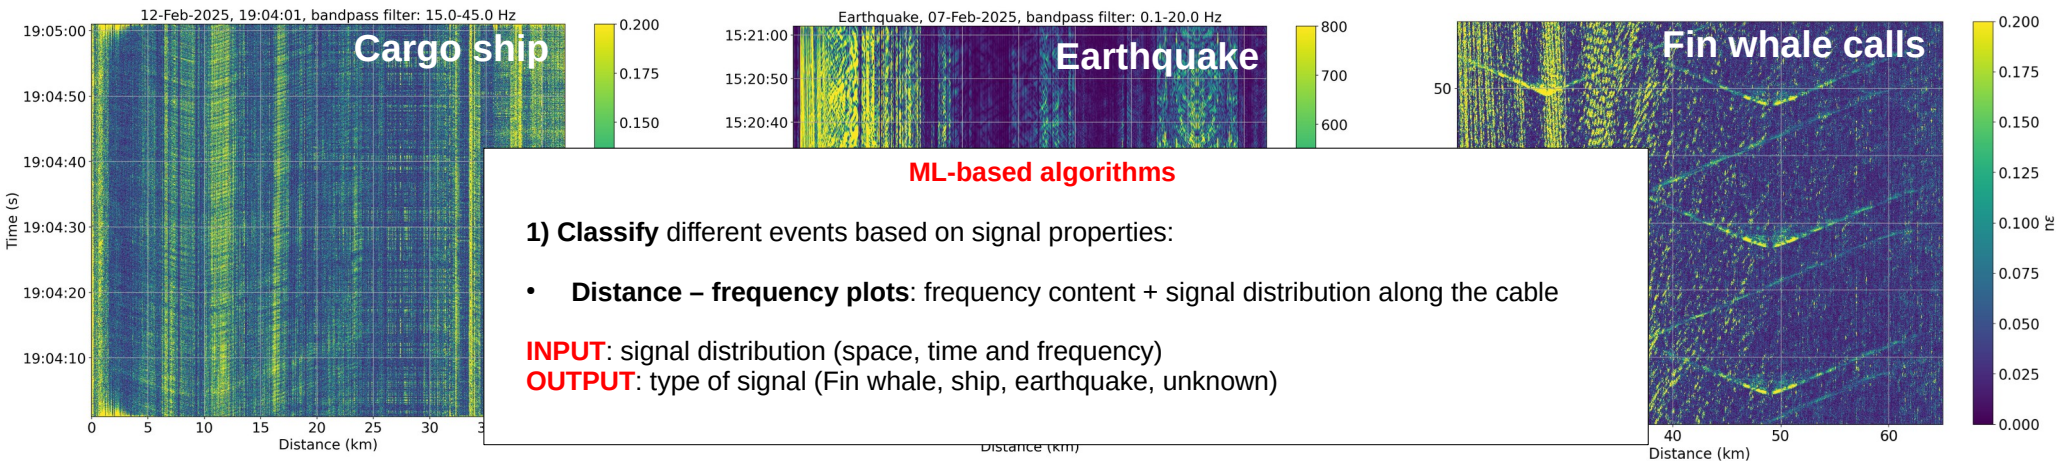 12-Feb-2025, 19:04:01, bandpass filter: 15.0-45.0 Hz
Cargo ship
19:05:00
19:04:50
19:04:40
19:04:30
19:04:20
19:04:10
Time (s)
0 5 10 15 20 25 30 3
Distance (km)
0.200
0.175
0.150
Earthquake, 07-Feb-2025, bandpass filter: 0.1-20.0 Hz
Earthquake
15:21:00
15:20:50
15:20:40
800
700
600
Distance (km)
Fin whale calls
50
40 50 60
Distance (km)
0.200
0.175
0.150
0.125
0.100
0.075
0.050
0.025
0.000
nε
ML-based algorithms
1) Classify different events based on signal properties:
• Distance – frequency plots: frequency content + signal distribution along the cable
INPUT: signal distribution (space, time and frequency)
OUTPUT: type of signal (Fin whale, ship, earthquake, unknown)